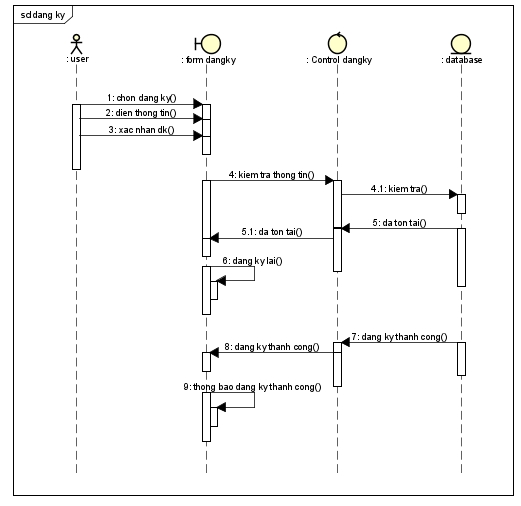 sd dang ky
: user
: form dangky
: Control dangky
: database
1: chon dang ky()
2: dien thong tin()
3: xac nhan dk()
4: kiem tra thong tin()
4.1: kiem tra()
5: da ton tai()
5.1: da ton tai()
6: dang ky lai()
7: dang ky thanh cong()
8: dang ky thanh cong()
9: thong bao dang ky thanh cong()